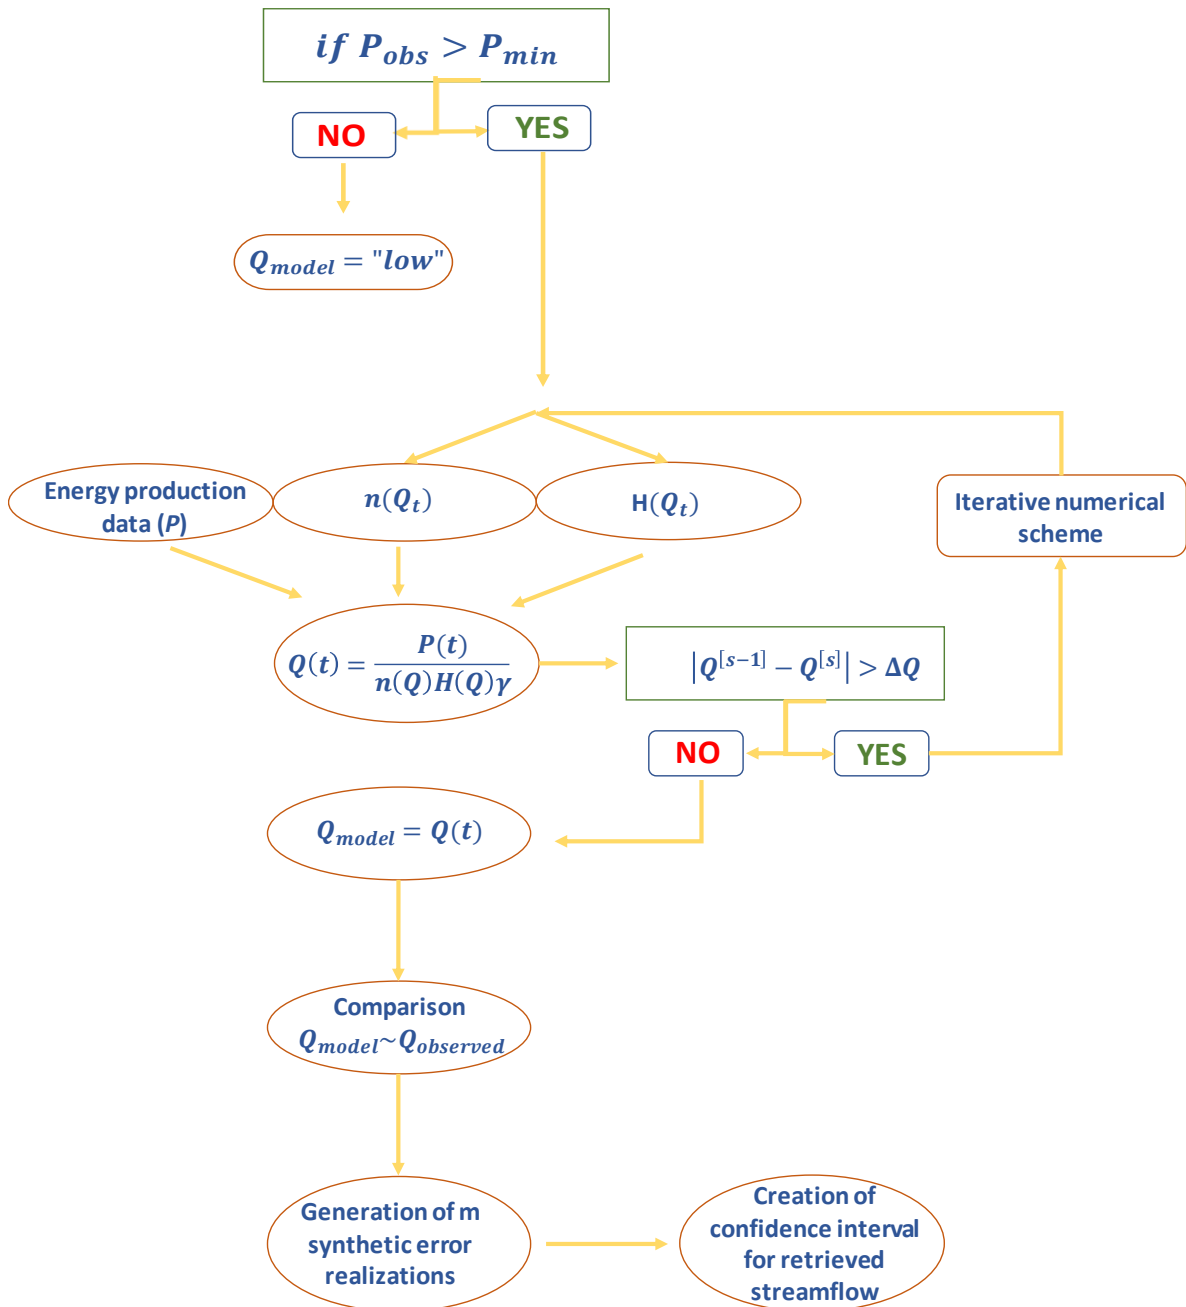 if P_obs > P_min
NO
YES
Q_model = "low"
Energy production
data (P)
n(Q_t)
H(Q_t)
Iterative numerical
scheme
Q(t) = P(t) / n(Q)H(Q)γ
|Q^[s−1] − Q^[s]| > ΔQ
NO
YES
Q_model = Q(t)
Comparison
Q_model~Q_observed
Generation of m
synthetic error
realizations
Creation of
confidence interval
for retrieved
streamflow